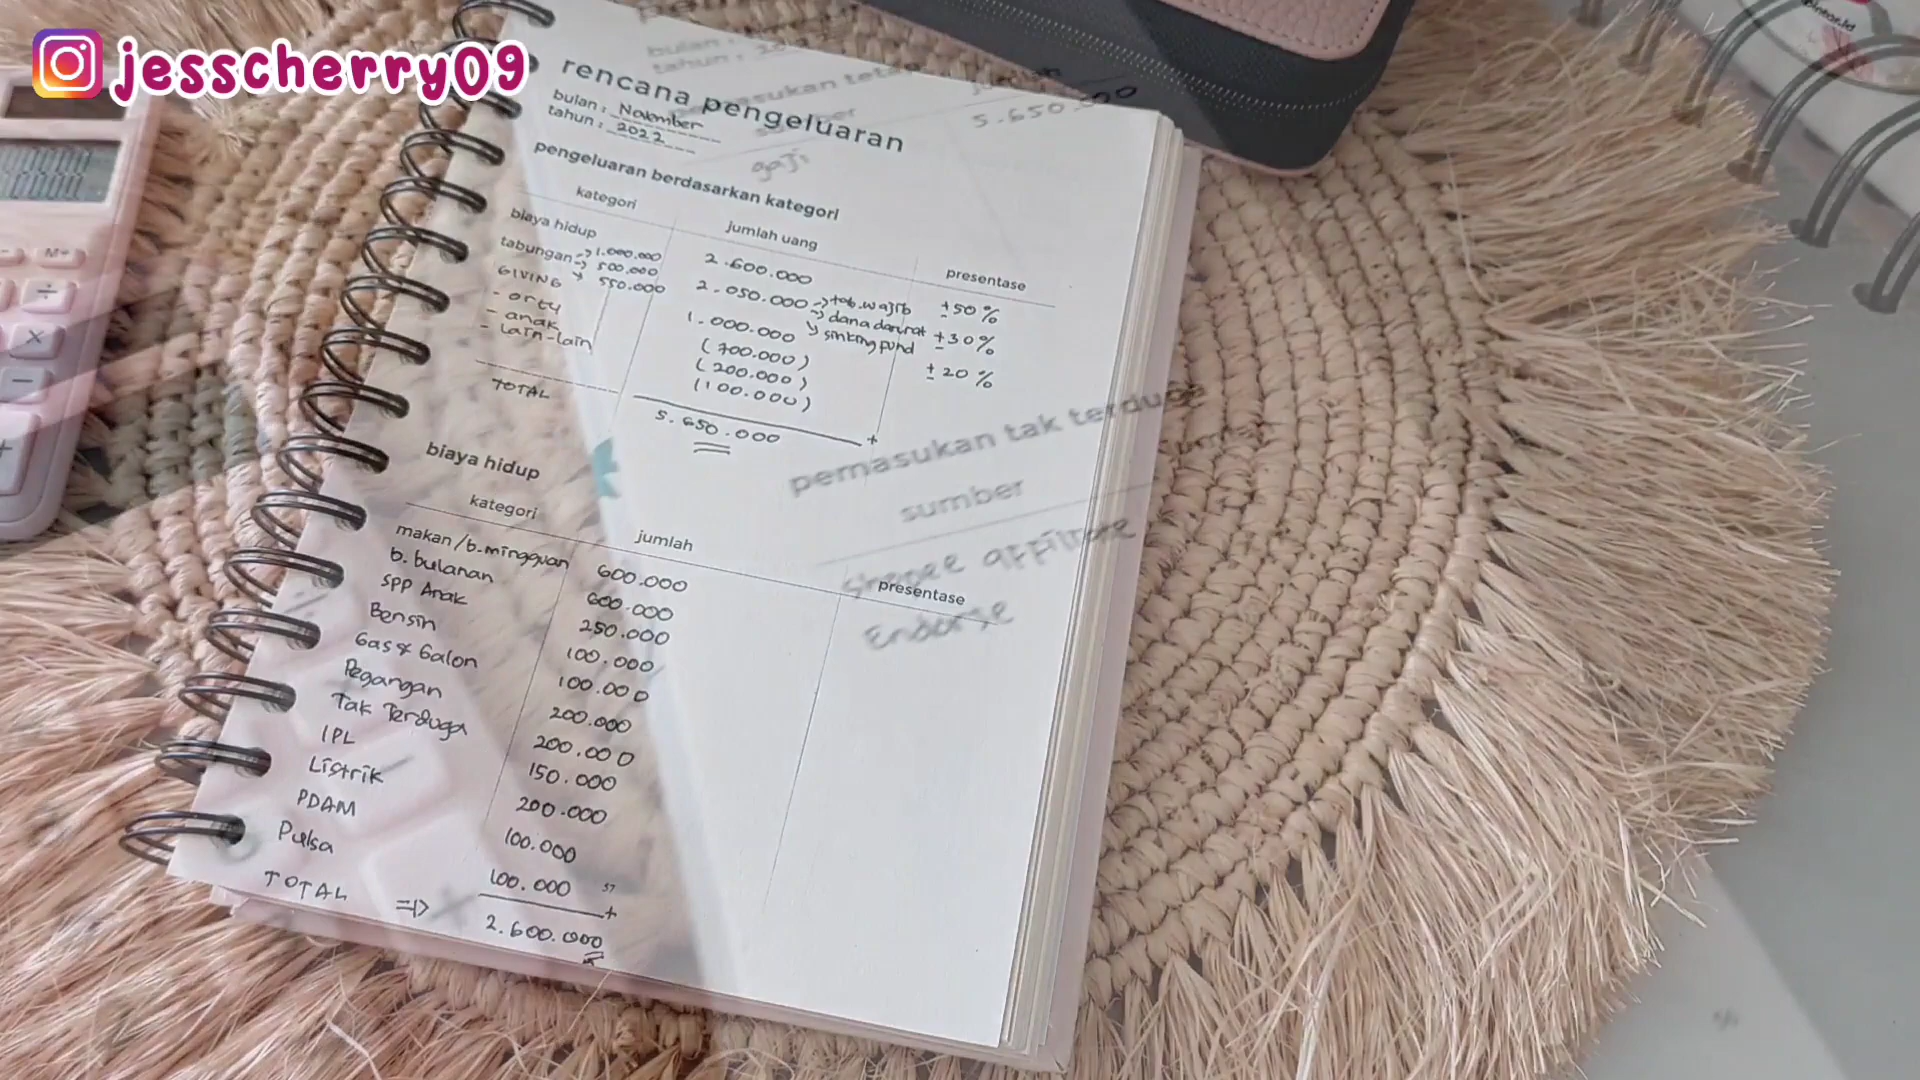 jesscherry09
rencana pengeluaran
bulan : November
tahun : 2022
pengeluaran berdasarkan kategori
kategori jumlah uang presentase
biaya hidup 2.600.000 ±50%
tabungan → 1.000.000 2.050.000 → tab. wajib ±30%
→ 500.000 → dana darurat
→ 550.000 → sinking fund
GIVING 1.000.000 ±20%
- ortu (700.000)
- anak (200.000)
- lain-lain (100.000)
TOTAL 5.650.000 +
biaya hidup
kategori jumlah presentase
makan/b.mingguan 600.000
b. bulanan 600.000
SPP Anak 250.000
Bensin 100.000
Gas & Galon 100.000
Pegangan 200.000
Tak Terduga 200.000
IPL 150.000
Listrik 200.000
PDAM 100.000
Pulsa 100.000 +
TOTAL => 2.600.000
57
bulan :
tahun :
gaji
5.650.000
pemasukan tak terduga
sumber
Endorse
M+